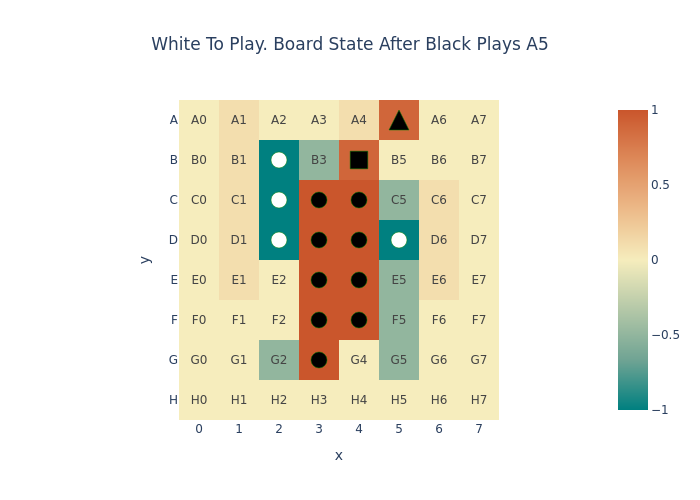 White To Play. Board State After Black Plays A5
A A0 A1 A2 A3 A4 A6 A7
B B0 B1 B3 B5 B6 B7
C C0 C1 C5 C6 C7
D D0 D1 D6 D7
E E0 E1 E2 E5 E6 E7
F F0 F1 F2 F5 F6 F7
G G0 G1 G2 G4 G5 G6 G7
H H0 H1 H2 H3 H4 H5 H6 H7
0 1 2 3 4 5 6 7
x
y
1
0.5
0
−0.5
−1